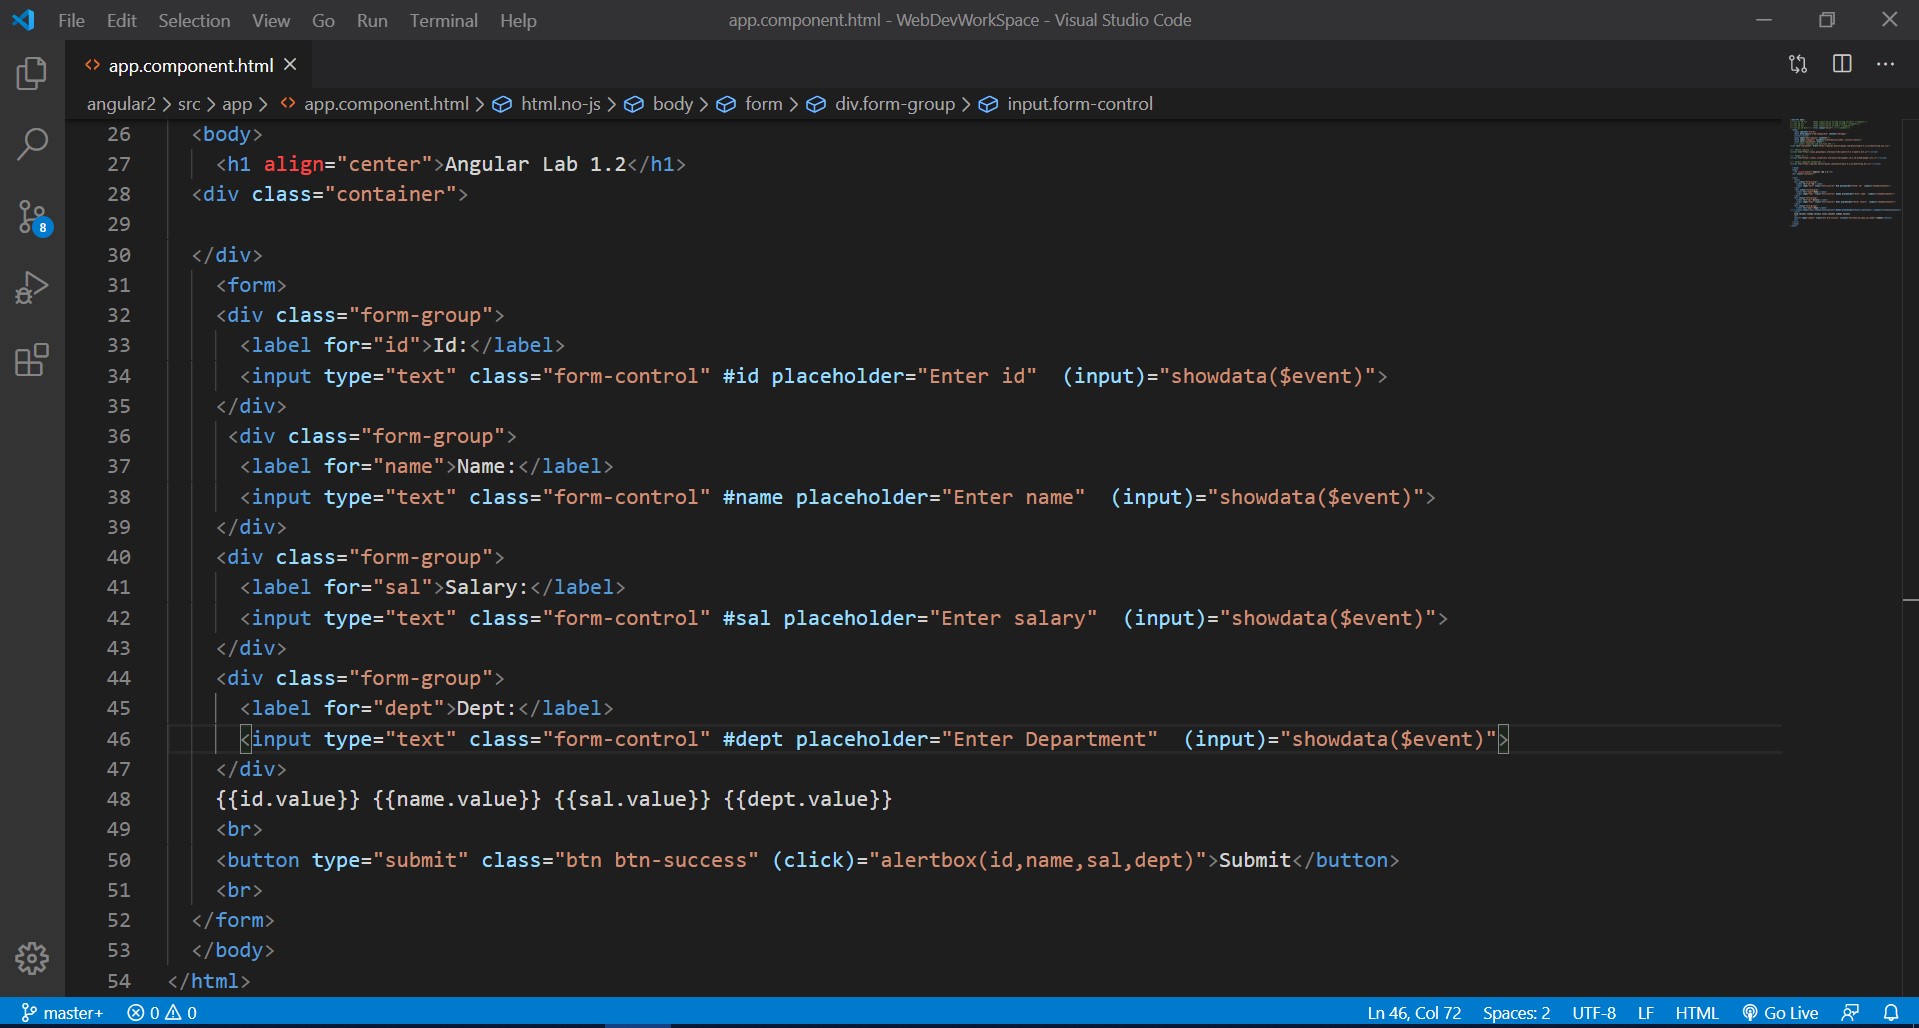 File Edit Selection View Go Run Terminal Help app.component.html - WebDevWorkSpace - Visual Studio Code
app.component.html
angular2 > src > app > app.component.html > html.no-js > body > form > div.form-group > input.form-control
26 <body>
27 <h1 align="center">Angular Lab 1.2</h1>
28 <div class="container">
29
30 </div>
31 <form>
32 <div class="form-group">
33 <label for="id">Id:</label>
34 <input type="text" class="form-control" #id placeholder="Enter id"  (input)="showdata($event)">
35 </div>
36 <div class="form-group">
37 <label for="name">Name:</label>
38 <input type="text" class="form-control" #name placeholder="Enter name"  (input)="showdata($event)">
39 </div>
40 <div class="form-group">
41 <label for="sal">Salary:</label>
42 <input type="text" class="form-control" #sal placeholder="Enter salary"  (input)="showdata($event)">
43 </div>
44 <div class="form-group">
45 <label for="dept">Dept:</label>
46 <input type="text" class="form-control" #dept placeholder="Enter Department"  (input)="showdata($event)">
47 </div>
48 {{id.value}} {{name.value}} {{sal.value}} {{dept.value}}
49 <br>
50 <button type="submit" class="btn btn-success" (click)="alertbox(id,name,sal,dept)">Submit</button>
51 <br>
52 </form>
53 </body>
54 </html>
8
master+ 0 0 Ln 46, Col 72 Spaces: 2 UTF-8 LF HTML Go Live